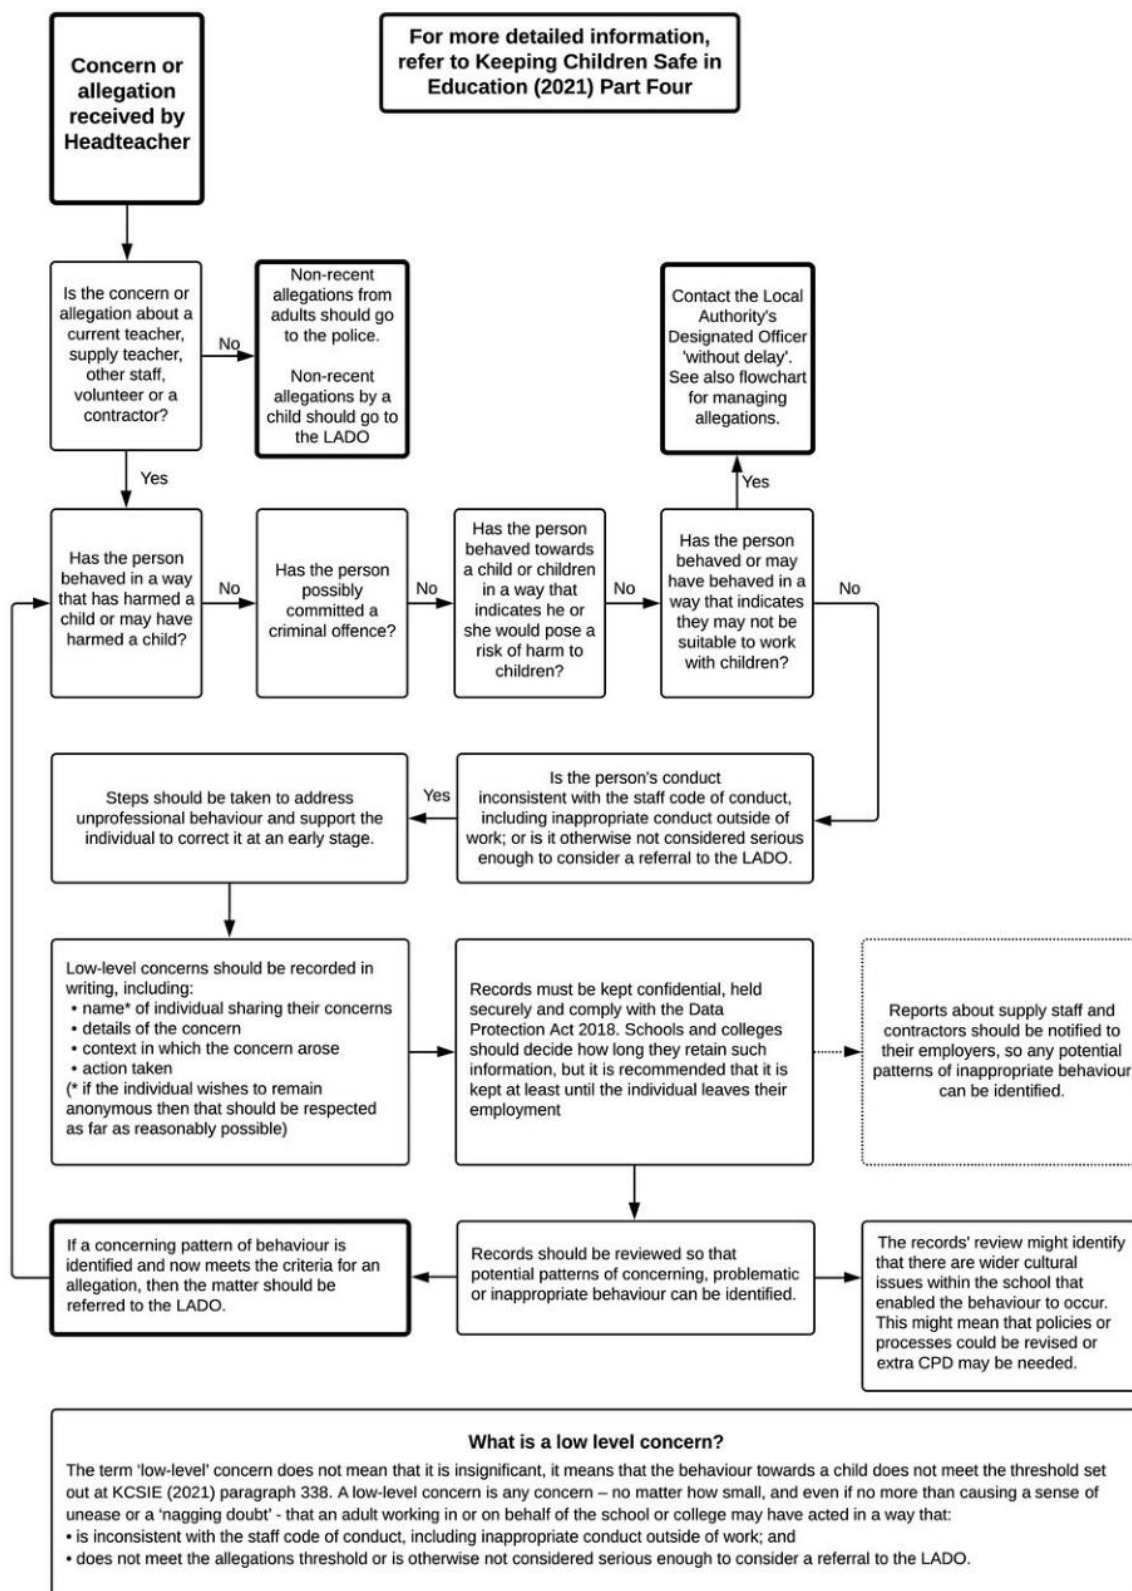 Concern or
allegation
received by
Headteacher
For more detailed information,
refer to Keeping Children Safe in
Education (2021) Part Four
Is the concern or
allegation about a
current teacher,
supply teacher,
other staff,
volunteer or a
contractor?
No
Non-recent
allegations from
adults should go
to the police.
Non-recent
allegations by a
child should go to
the LADO
Contact the Local
Authority's
Designated Officer
'without delay'.
See also flowchart
for managing
allegations.
Yes
Yes
Has the person
behaved in a way
that has harmed a
child or may have
harmed a child?
No
Has the person
possibly
committed a
criminal offence?
No
Has the person
behaved towards
a child or children
in a way that
indicates he or
she would pose a
risk of harm to
children?
No
Has the person
behaved or may
have behaved in a
way that indicates
they may not be
suitable to work
with children?
No
Steps should be taken to address
unprofessional behaviour and support the
individual to correct it at an early stage.
Yes
Is the person's conduct
inconsistent with the staff code of conduct,
including inappropriate conduct outside of
work; or is it otherwise not considered serious
enough to consider a referral to the LADO.
Low-level concerns should be recorded in
writing, including:
• name* of individual sharing their concerns
• details of the concern
• context in which the concern arose
• action taken
(* if the individual wishes to remain
anonymous then that should be respected
as far as reasonably possible)
Records must be kept confidential, held
securely and comply with the Data
Protection Act 2018. Schools and colleges
should decide how long they retain such
information, but it is recommended that it is
kept at least until the individual leaves their
employment
Reports about supply staff and
contractors should be notified to
their employers, so any potential
patterns of inappropriate behaviour
can be identified.
If a concerning pattern of behaviour is
identified and now meets the criteria for an
allegation, then the matter should be
referred to the LADO.
Records should be reviewed so that
potential patterns of concerning, problematic
or inappropriate behaviour can be identified.
The records' review might identify
that there are wider cultural
issues within the school that
enabled the behaviour to occur.
This might mean that policies or
processes could be revised or
extra CPD may be needed.
What is a low level concern?
The term 'low-level' concern does not mean that it is insignificant, it means that the behaviour towards a child does not meet the threshold set
out at KCSIE (2021) paragraph 338. A low-level concern is any concern – no matter how small, and even if no more than causing a sense of
unease or a 'nagging doubt' - that an adult working in or on behalf of the school or college may have acted in a way that:
• is inconsistent with the staff code of conduct, including inappropriate conduct outside of work; and
• does not meet the allegations threshold or is otherwise not considered serious enough to consider a referral to the LADO.